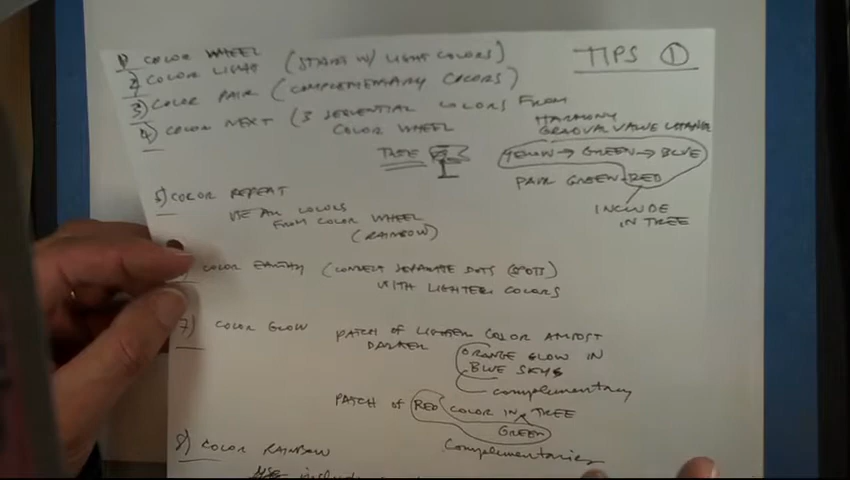 TIPS ①
1) COLOR WHEEL
2) COLOR LIGHT (START W/ LIGHT COLORS)
3) COLOR PAIR (COMPLEMENTARY COLORS)
4) COLOR NEXT (3 SEQUENTIAL COLORS FROM
COLOR WHEEL
HARMONY
GRADUAL VALUE CHANGE
TREE
YELLOW → GREEN → BLUE
PAIR GREEN-RED
INCLUDE
IN TREE
5) COLOR REPEAT
USE ALL COLORS
FROM COLOR WHEEL
(RAINBOW)
COLOR EARTHY (CONNECT SEPARATE DOTS (SPOTS)
WITH LIGHTER COLORS
7) COLOR GLOW PATCH OF LIGHTER COLOR AMIDST
DARKER
ORANGE GLOW IN
BLUE SKYS
complementary
PATCH OF RED COLOR IN TREE
GREEN
complementaries
8) COLOR RAINBOW